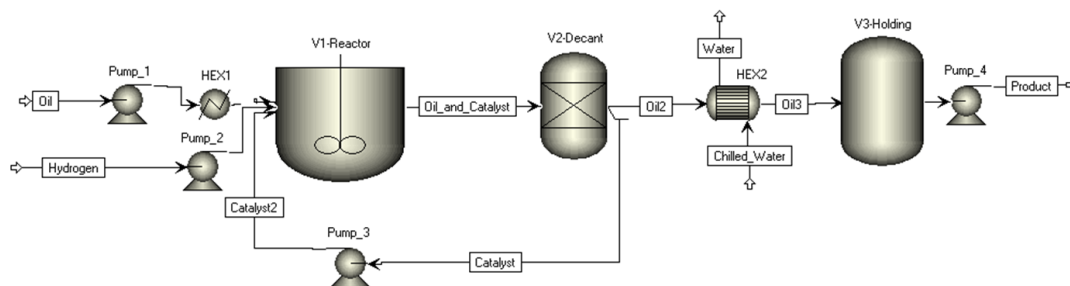 V1-Reactor
V2-Decant
V3-Holding
Water
Pump_1
HEX1
HEX2
Pump_4
Product
Oil
Oil_and_Catalyst
Oil2
Oil3
Pump_2
Hydrogen
Chilled_Water
Catalyst2
Pump_3
Catalyst